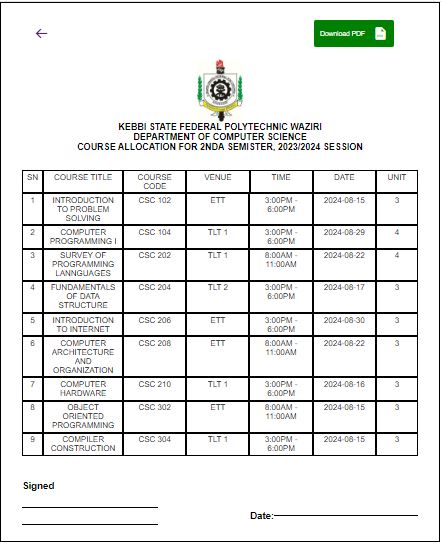 Download PDF
KEBBI STATE FEDERAL POLYTECHNIC WAZIRI
DEPARTMENT OF COMPUTER SCIENCE
COURSE ALLOCATION FOR 2NDA SEMISTER, 2023/2024 SESSION
SN COURSE TITLE COURSE CODE VENUE TIME DATE UNIT
1 INTRODUCTION TO PROBLEM SOLVING CSC 102 ETT 3:00PM - 6:00PM 2024-08-15 3
2 COMPUTER PROGRAMMING I CSC 104 TLT 1 3:00PM - 6:00PM 2024-08-29 4
3 SURVEY OF PROGRAMMING LANNGUAGES CSC 202 TLT 1 8:00AM - 11:00AM 2024-08-22 4
4 FUNDAMENTALS OF DATA STRUCTURE CSC 204 TLT 2 3:00PM - 6:00PM 2024-08-17 3
5 INTRODUCTION TO INTERNET CSC 206 ETT 3:00PM - 6:00PM 2024-08-30 3
6 COMPUTER ARCHITECTURE AND ORGANIZATION CSC 208 ETT 8:00AM - 11:00AM 2024-08-22 3
7 COMPUTER HARDWARE CSC 210 TLT 1 3:00PM - 6:00PM 2024-08-16 3
8 OBJECT ORIENTED PROGRAMMING CSC 302 ETT 8:00AM - 11:00AM 2024-08-15 3
9 COMPILER CONSTRUCTION CSC 304 TLT 1 3:00PM - 6:00PM 2024-08-15 3
Signed
Date: